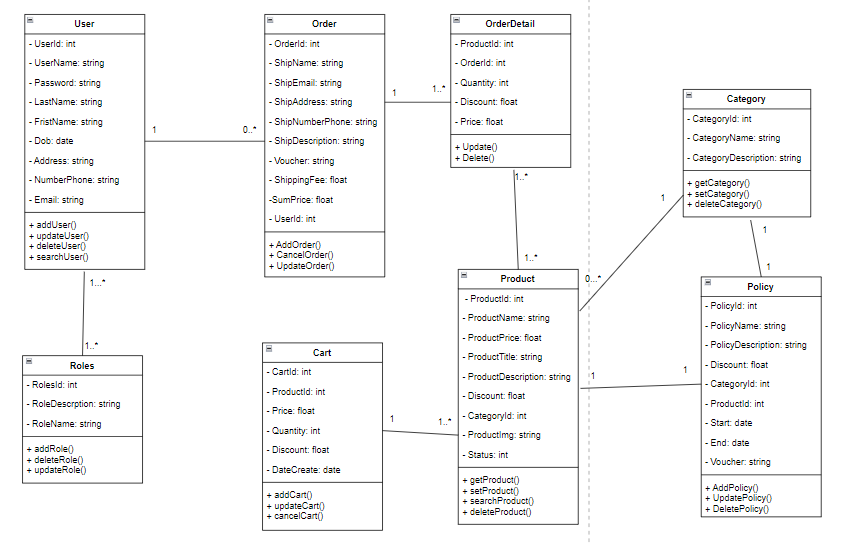 User
- UserId: int
- UserName: string
- Password: string
- LastName: string
- FristName: string
- Dob: date
- Address: string
- NumberPhone: string
- Email: string
+ addUser()
+ updateUser()
+ deleteUser()
+ searchUser()
1
0..*
Order
- OrderId: int
- ShipName: string
- ShipEmail: string
- ShipAddress: string
- ShipNumberPhone: string
- ShipDescription: string
- Voucher: string
- ShippingFee: float
-SumPrice: float
- UserId: int
+ AddOrder()
+ CancelOrder()
+ UpdateOrder()
1
1..*
OrderDetail
- ProductId: int
- OrderId: int
- Quantity: int
- Discount: float
- Price: float
+ Update()
+ Delete()
1..*
1..*
Category
- CategoryId: int
- CategoryName: string
- CategoryDescription: string
+ getCategory()
+ setCategory()
+ deleteCategory()
1
0...*
1
1
1...*
1..*
Roles
- RolesId: int
- RoleDescrption: string
- RoleName: string
+ addRole()
+ deleteRole()
+ updateRole()
Cart
- CartId: int
- ProductId: int
- Price: float
- Quantity: int
- Discount: float
- DateCreate: date
+ addCart()
+ updateCart()
+ cancelCart()
1
1..*
Product
- ProductId: int
- ProductName: string
- ProductPrice: float
- ProductTitle: string
- ProductDescription: string
- Discount: float
- CategoryId: int
- ProductImg: string
- Status: int
+ getProduct()
+ setProduct()
+ searchProduct()
+ deleteProduct()
1
1
Policy
- PolicyId: int
- PolicyName: string
- PolicyDescription: string
- Discount: float
- CategoryId: int
- ProductId: int
- Start: date
- End: date
- Voucher: string
+ AddPolicy()
+ UpdatePolicy()
+ DeletePolicy()